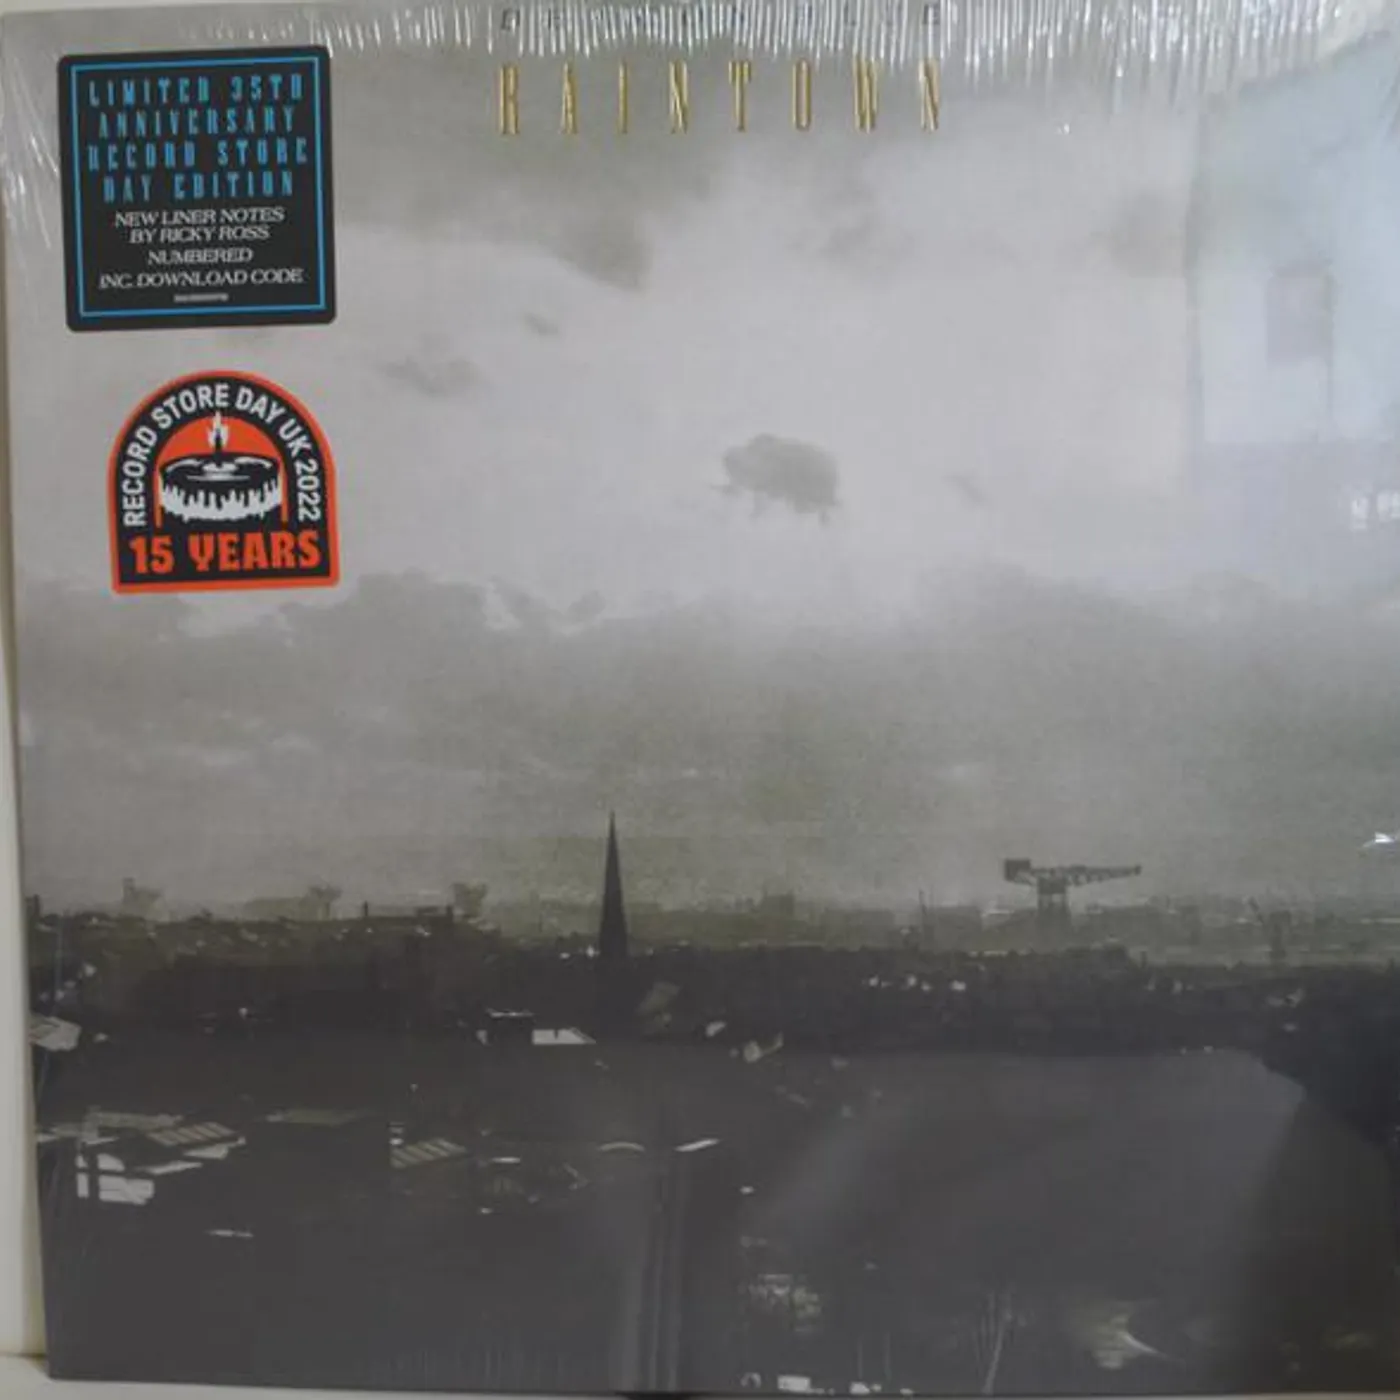 RAINTOWN
LIMITED 35TH
ANNIVERSARY
RECORD STORE
DAY EDITION
NEW LINER NOTES
BY RICKY ROSS
NUMBERED
INC. DOWNLOAD CODE
RECORD STORE DAY UK 2022
15 YEARS